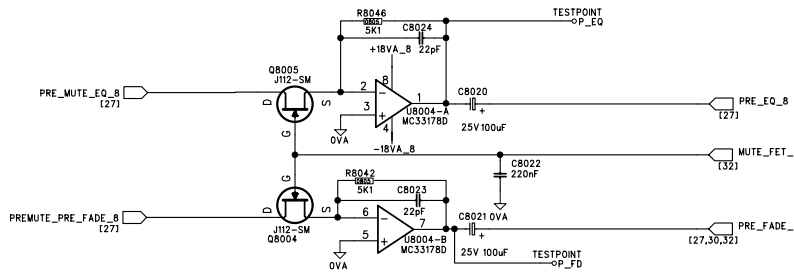 R8046
5K1
C8024
22pF
TESTPOINT
P_EQ
+18VA_8
Q8005
J112-SM
PRE_MUTE_EQ_8
[27]
D
S
G
2
3
8
1
4
U8004-A
MC33178D
0VA
-18VA_8
C8020
25V 100uF
PRE_EQ_8
[27]
MUTE_FET_
[32]
C8022
220nF
0VA
R8042
5K1
C8023
22pF
G
D
S
PREMUTE_PRE_FADE_8
[27]
J112-SM
Q8004
6
5
7
U8004-B
MC33178D
0VA
C8021
25V 100uF
PRE_FADE_
[27,30,32]
TESTPOINT
P_FD